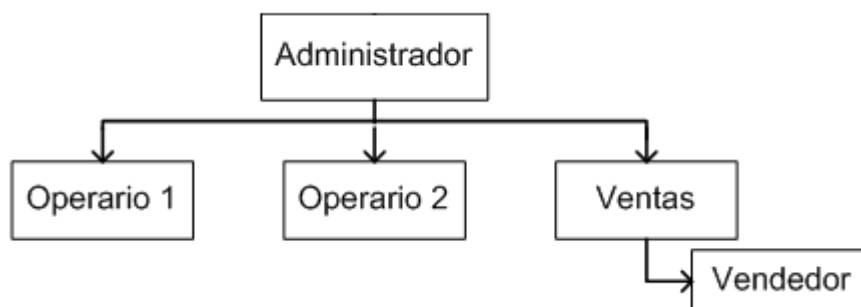 Administrador
Operario 1
Operario 2
Ventas
Vendedor